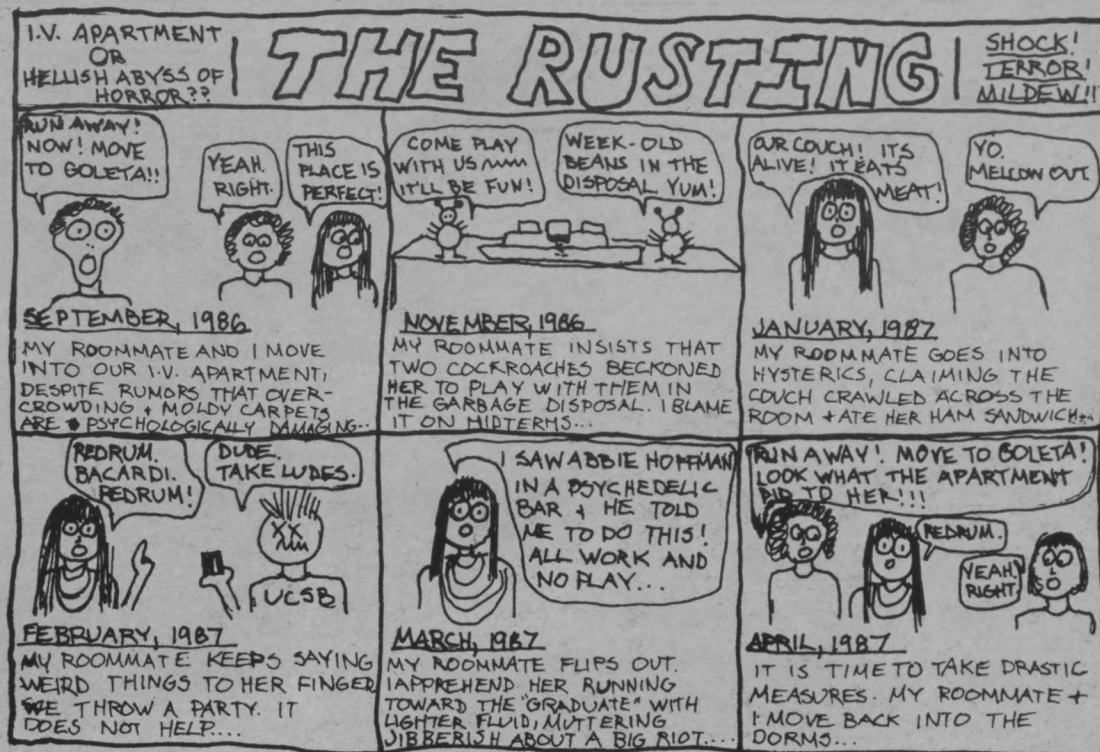 I.V. APARTMENT
OR
HELLISH ABYSS OF
HORROR??
THE RUSTING
SHOCK!
TERROR!
MILDEW!!
RUN AWAY!
NOW! MOVE
TO GOLETA!!
YEAH.
RIGHT.
THIS
PLACE IS
PERFECT!
SEPTEMBER, 1986
MY ROOMMATE AND I MOVE
INTO OUR I.V. APARTMENT,
DESPITE RUMORS THAT OVER-
CROWDING + MOLDY CARPETS
ARE PSYCHOLOGICALLY DAMAGING..
COME PLAY
WITH US
IT'LL BE FUN!
WEEK-OLD
BEANS IN THE
DISPOSAL YUM!
NOVEMBER, 1986
MY ROOMMATE INSISTS THAT
TWO COCKROACHES BECKONED
HER TO PLAY WITH THEM IN
THE GARBAGE DISPOSAL. I BLAME
IT ON MIDTERMS...
OUR COUCH! ITS
ALIVE! IT EATS
MEAT!
YO.
MELLOW OUT.
JANUARY, 1987
MY ROOMMATE GOES INTO
HYSTERICS, CLAIMING THE
COUCH CRAWLED ACROSS THE
ROOM + ATE HER HAM SANDWICH...
REDRUM.
BACARDI.
REDRUM!
DUDE.
TAKE LUDES.
UCSB
FEBRUARY, 1987
MY ROOMMATE KEEPS SAYING
WEIRD THINGS TO HER FINGER
WE THROW A PARTY. IT
DOES NOT HELP....
I SAW ABBIE HOFFMAN
IN A PSYCHEDELIC
BAR + HE TOLD
ME TO DO THIS!
ALL WORK AND
NO PLAY...
MARCH, 1987
MY ROOMMATE FLIPS OUT.
I APPREHEND HER RUNNING
TOWARD THE "GRADUATE" WITH
LIGHTER FLUID, MUTTERING
JIBBERISH ABOUT A BIG RIOT....
RUN AWAY! MOVE TO GOLETA!
LOOK WHAT THE APARTMENT
DID TO HER!!!
REDRUM.
YEAH.
RIGHT.
APRIL, 1987
IT IS TIME TO TAKE DRASTIC
MEASURES. MY ROOMMATE +
I MOVE BACK INTO THE
DORMS...